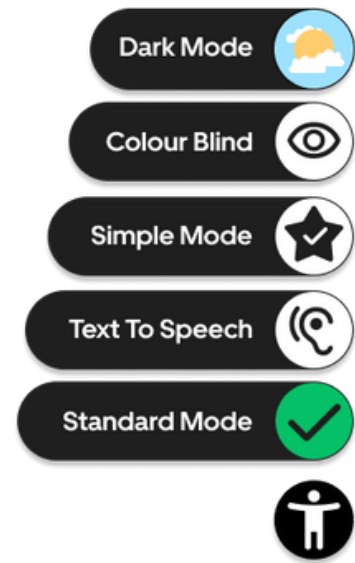 Dark Mode
Colour Blind
Simple Mode
Text To Speech
Standard Mode